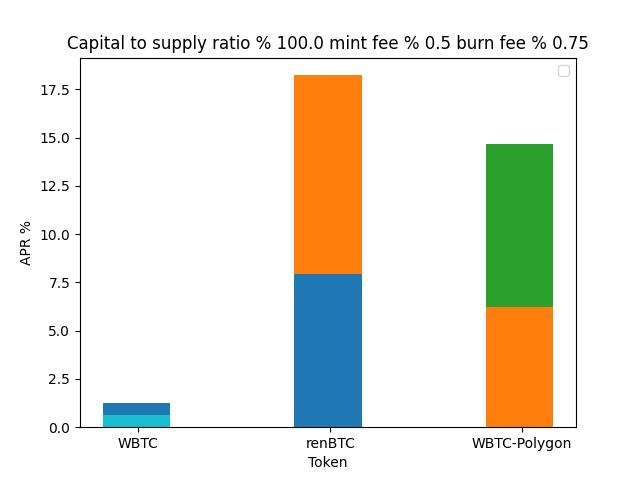 Capital to supply ratio % 100.0 mint fee % 0.5 burn fee % 0.75
17.5
15.0
12.5
10.0
7.5
5.0
2.5
0.0
APR %
WBTC
renBTC
WBTC-Polygon
Token